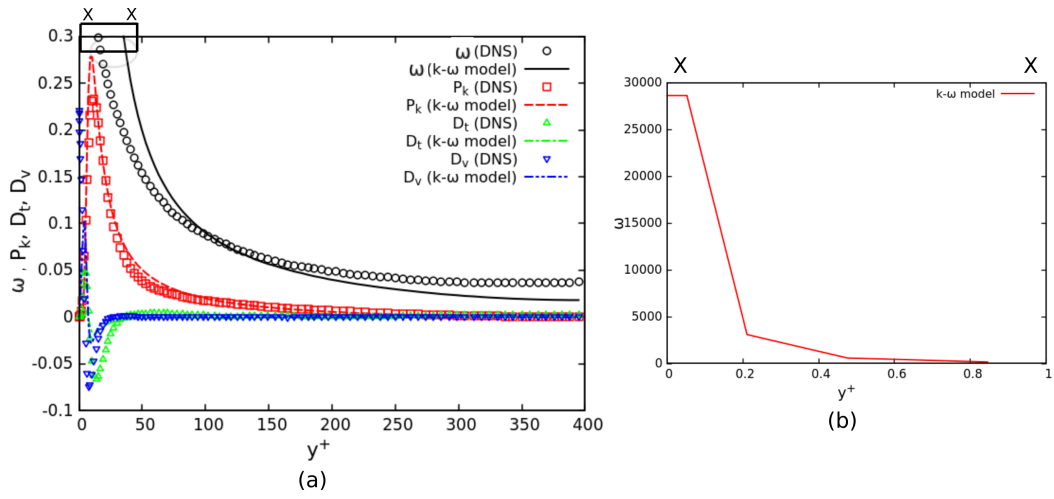 X X
0.3
0.25
0.2
0.15
0.1
0.05
0
-0.05
-0.1
0 50 100 150 200 250 300 350 400
ω , Pk, Dt, Dv
y+
ω (DNS)
ω (k-ω model)
Pk (DNS)
Pk (k-ω model)
Dt (DNS)
Dt (k-ω model)
Dv (DNS)
Dv (k-ω model)
(a)
X X
30000
25000
20000
15000
10000
5000
0
0 0.2 0.4 0.6 0.8 1
ω
y+
k-ω model
(b)